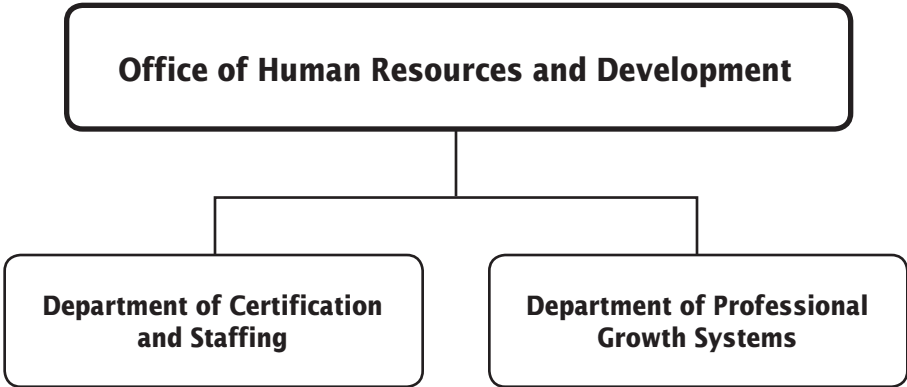 Office of Human Resources and Development
Department of Certification
and Staffing
Department of Professional
Growth Systems